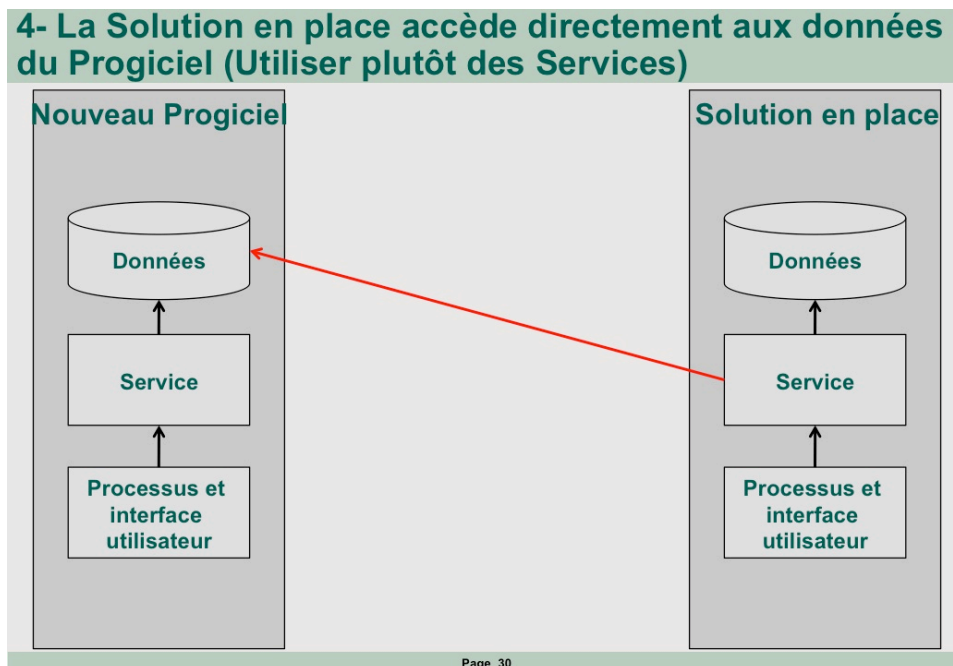 4- La Solution en place accède directement aux données
du Progiciel (Utiliser plutôt des Services)
Nouveau Progiciel
Données
Service
Processus et
interface
utilisateur
Solution en place
Données
Service
Processus et
interface
utilisateur
Page 30